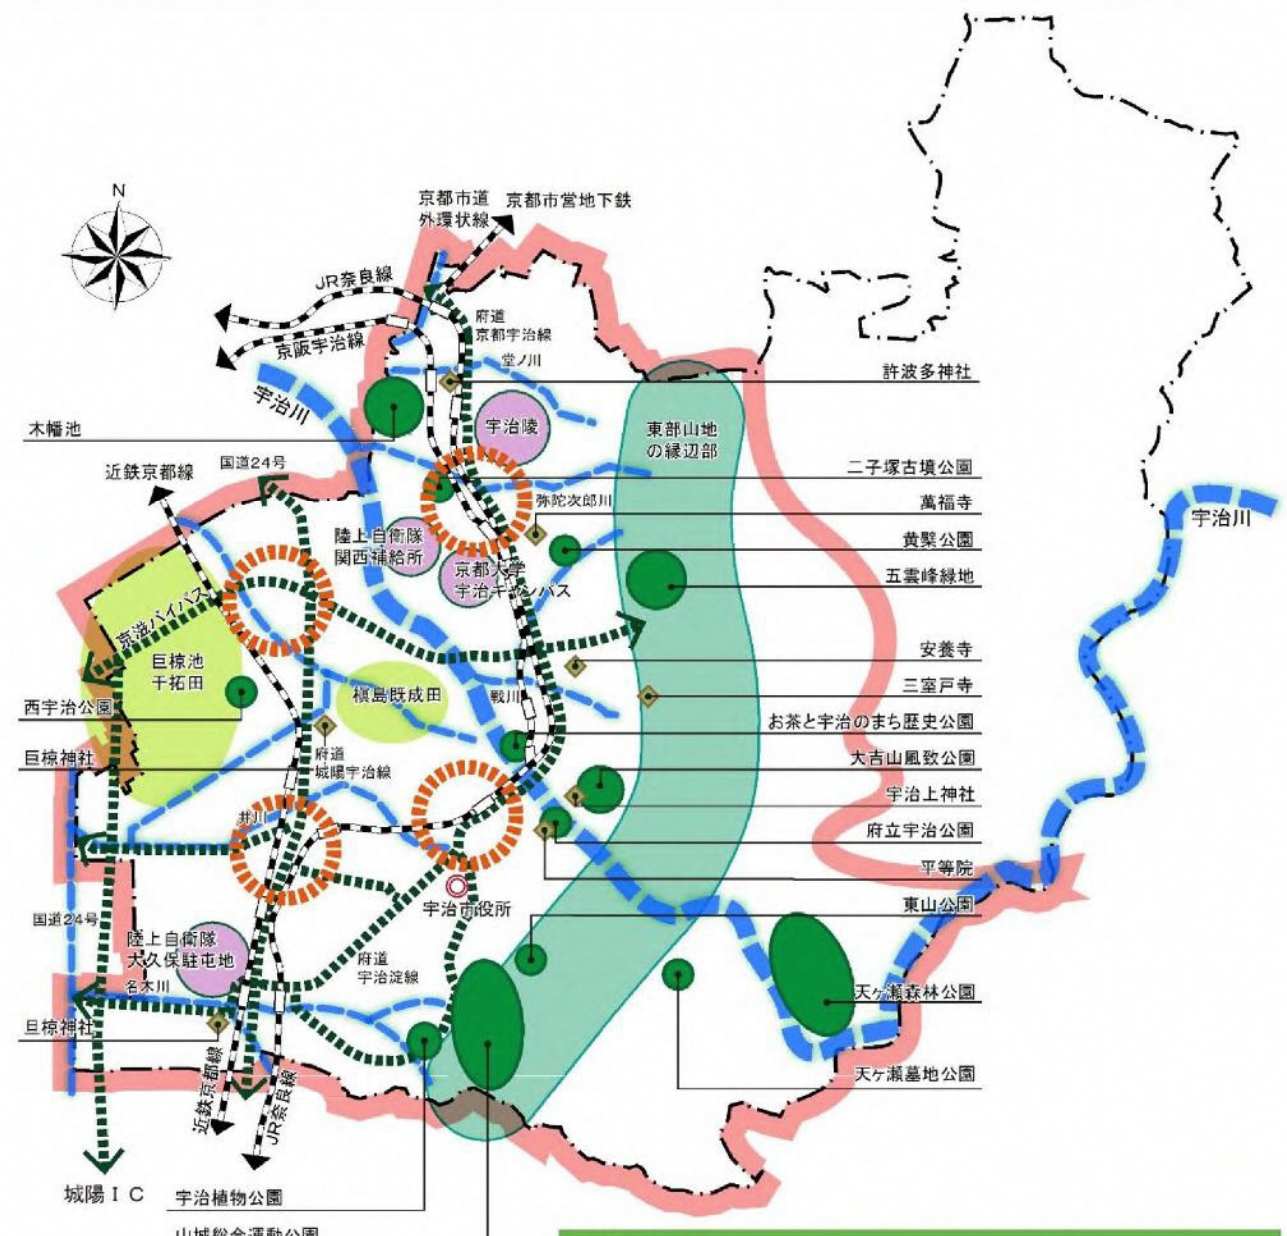 N
京都市道
外環状線
京都市営地下鉄
JR奈良線
京阪宇治線
府道
京都宇治線
堂ノ川
許波多神社
宇治川
宇治陵
東部山地
の縁辺部
木幡池
近鉄京都線
国道24号
二子塚古墳公園
弥陀次郎川
萬福寺
宇治川
陸上自衛隊
関西補給所
黄檗公園
京都大学
宇治キャンパス
五雲峰緑地
京滋バイパス
巨椋池
干拓田
安養寺
三室戸寺
槇島既成田
戦川
西宇治公園
お茶と宇治のまち歴史公園
巨椋神社
府道
城陽宇治線
大吉山風致公園
宇治上神社
井川
府立宇治公園
平等院
宇治市役所
東山公園
国道24号
陸上自衛隊
大久保駐屯地
府道
宇治淀線
名木川
天ヶ瀬森林公園
旦椋神社
天ヶ瀬墓地公園
近鉄京都線
JR奈良線
城陽ＩＣ
宇治植物公園
山城総合運動公園